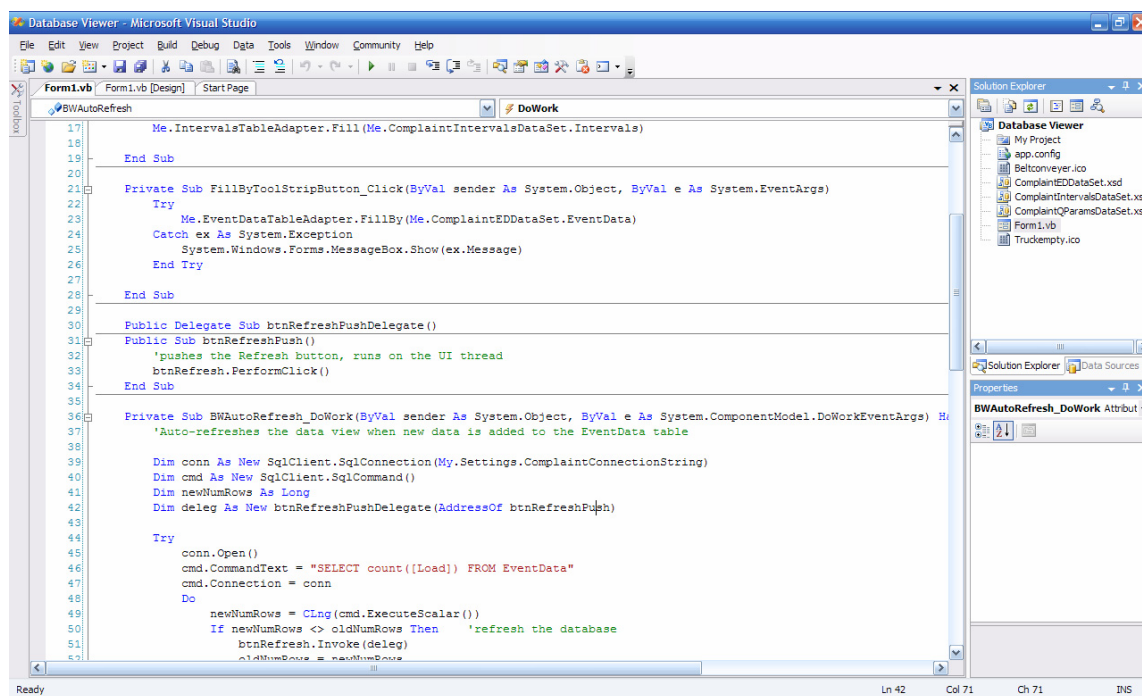 Database Viewer - Microsoft Visual Studio
File Edit View Project Build Debug Data Tools Window Community Help
Form1.vb Form1.vb [Design] Start Page
Toolbox
BWAutoRefresh DoWork
17 Me.IntervalsTableAdapter.Fill(Me.ComplaintIntervalsDataSet.Intervals)
18
19 End Sub
20
21 Private Sub FillByToolStripButton_Click(ByVal sender As System.Object, ByVal e As System.EventArgs)
22 Try
23 Me.EventDataTableAdapter.FillBy(Me.ComplaintEDDataSet.EventData)
24 Catch ex As System.Exception
25 System.Windows.Forms.MessageBox.Show(ex.Message)
26 End Try
27
28 End Sub
29
30 Public Delegate Sub btnRefreshPushDelegate()
31 Public Sub btnRefreshPush()
32 'pushes the Refresh button, runs on the UI thread
33 btnRefresh.PerformClick()
34 End Sub
35
36 Private Sub BWAutoRefresh_DoWork(ByVal sender As System.Object, ByVal e As System.ComponentModel.DoWorkEventArgs) Ha
37 'Auto-refreshes the data view when new data is added to the EventData table
38
39 Dim conn As New SqlClient.SqlConnection(My.Settings.ComplaintConnectionString)
40 Dim cmd As New SqlClient.SqlCommand()
41 Dim newNumRows As Long
42 Dim deleg As New btnRefreshPushDelegate(AddressOf btnRefreshPush)
43
44 Try
45 conn.Open()
46 cmd.CommandText = "SELECT count([Load]) FROM EventData"
47 cmd.Connection = conn
48 Do
49 newNumRows = CLng(cmd.ExecuteScalar())
50 If newNumRows <> oldNumRows Then 'refresh the database
51 btnRefresh.Invoke(deleg)
52 oldNumRows = newNumRows
Solution Explorer
Database Viewer
My Project
app.config
Beltconveyer.ico
ComplaintEDDataSet.xsd
ComplaintIntervalsDataSet.xs
ComplaintQParamsDataSet.xs
Form1.vb
Truckempty.ico
Solution Explorer Data Sources
Properties
BWAutoRefresh_DoWork Attribut
Ready Ln 42 Col 71 Ch 71 INS